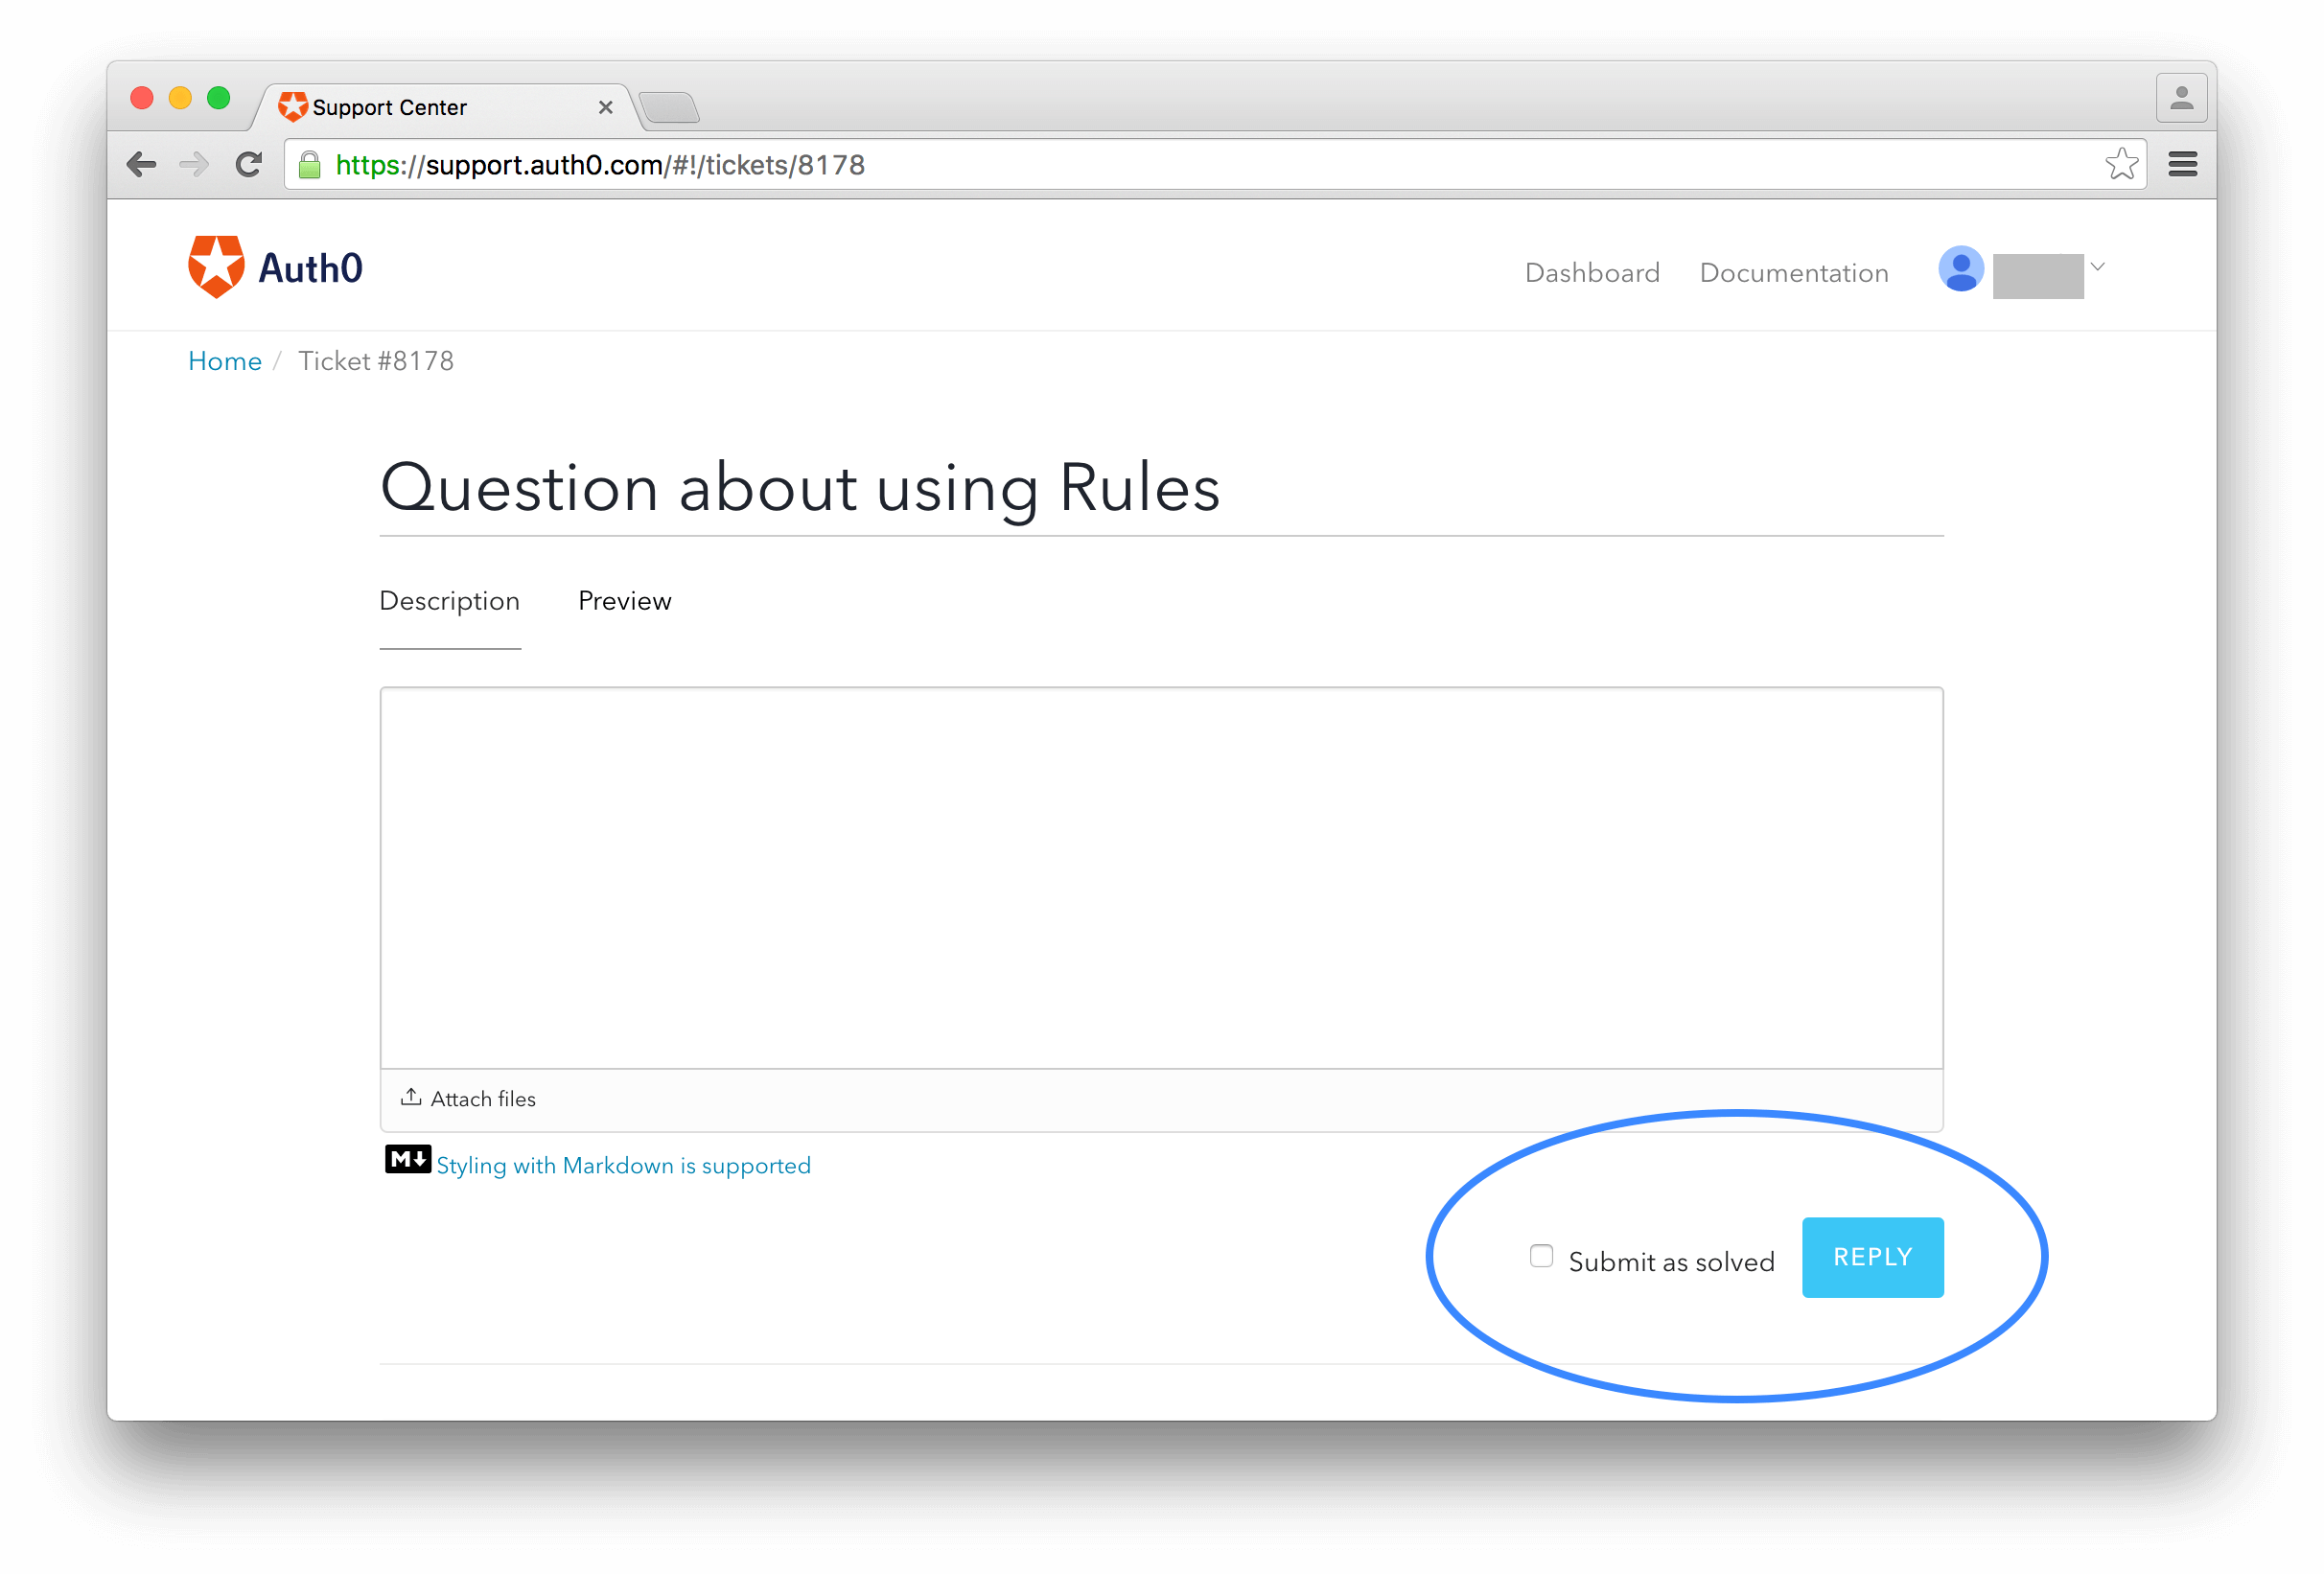 Support Center
https://support.auth0.com/#!/tickets/8178
Auth0
Dashboard Documentation
Home / Ticket #8178
Question about using Rules
Description Preview
Attach files
M Styling with Markdown is supported
Submit as solved REPLY